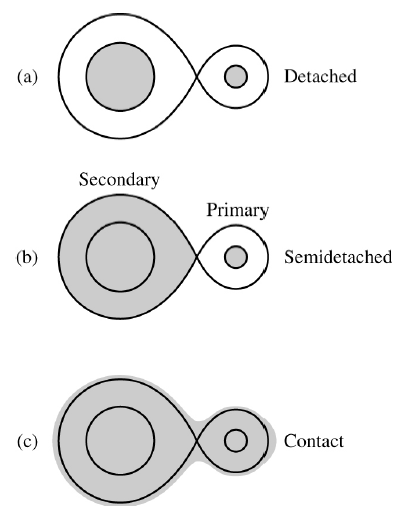 (a) Detached
Secondary
Primary
(b) Semidetached
(c) Contact